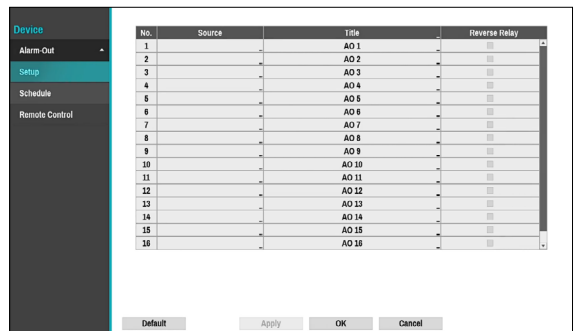 Device
Alarm-Out
Setup
Schedule
Remote Control
No. Source Title Reverse Relay
1 AO 1
2 AO 2
3 AO 3
4 AO 4
5 AO 5
6 AO 6
7 AO 7
8 AO 8
9 AO 9
10 AO 10
11 AO 11
12 AO 12
13 AO 13
14 AO 14
15 AO 15
16 AO 16
Default Apply OK Cancel